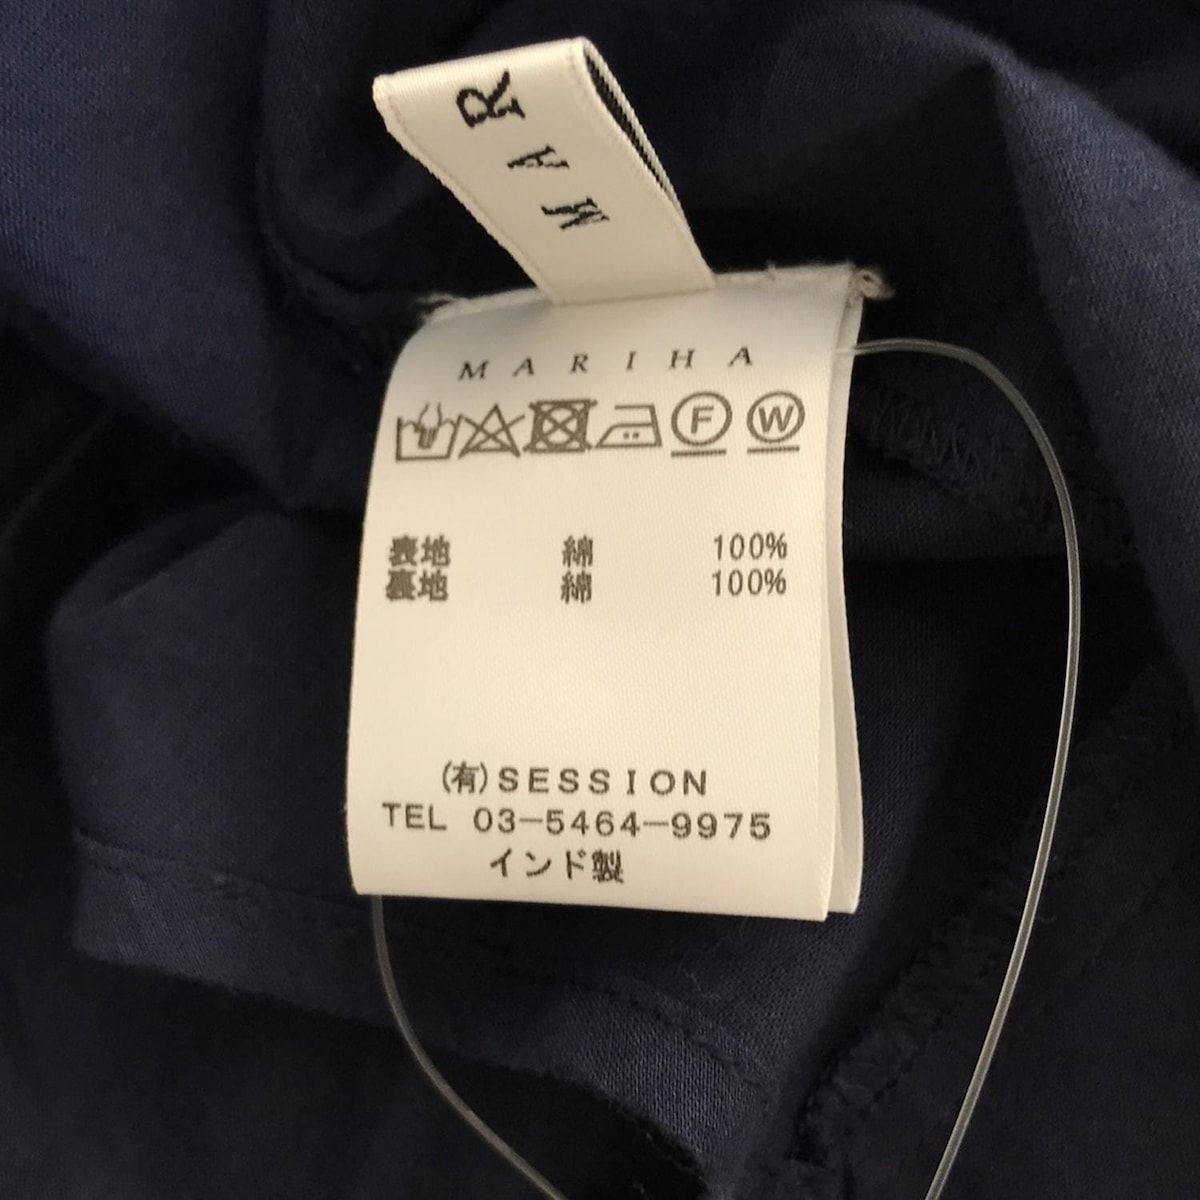 MAR
MARIHA
F W
表地 綿 100%
裏地 綿 100%
(有)SESSION
TEL 03-5464-9975
インド製